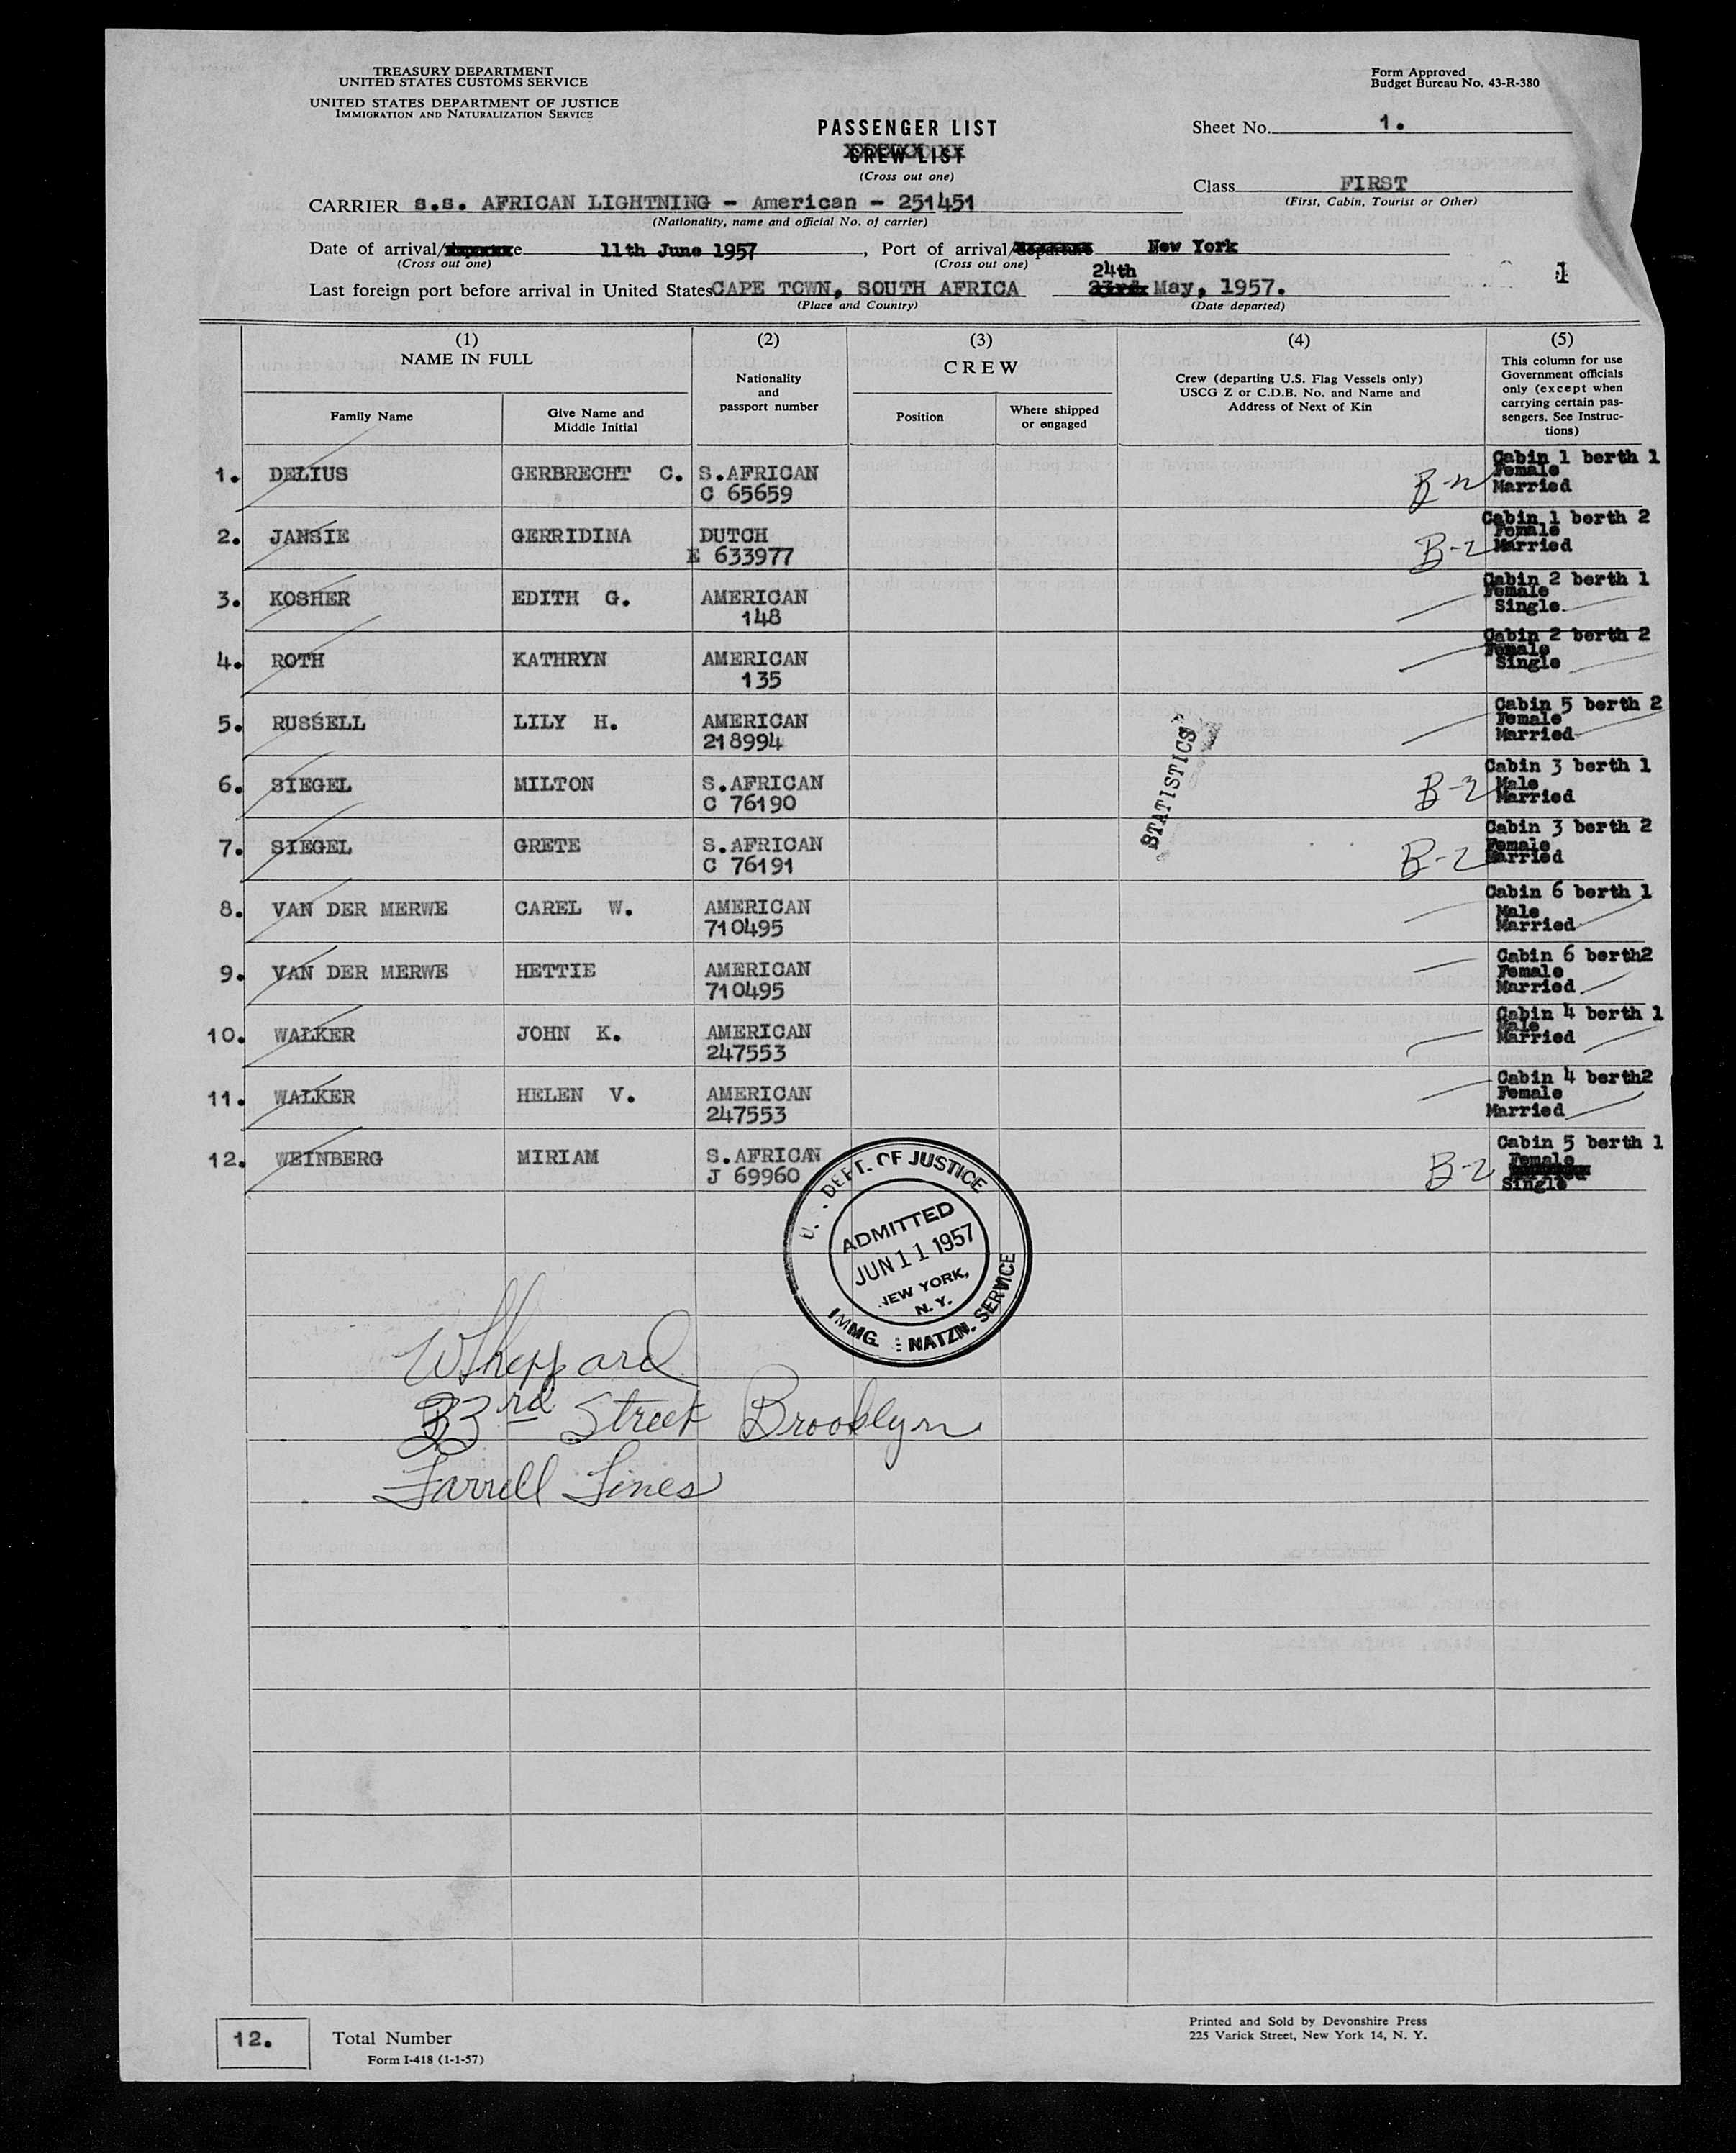 TREASURY DEPARTMENT
UNITED STATES CUSTOMS SERVICE
UNITED STATES DEPARTMENT OF JUSTICE
IMMIGRATION AND NATURALIZATION SERVICE
Form Approved
Budget Bureau No. 43-R-380
PASSENGER LIST
CREW LIST
(Cross out one)
Sheet No. 1.
Class FIRST
(First, Cabin, Tourist or Other)
CARRIER s.s. AFRICAN LIGHTNING - American - 251451
(Nationality, name and official No. of carrier)
Date of arrival/ 11th June 1957, Port of arrival/departure New York
(Cross out one) (Cross out one)
24th
Last foreign port before arrival in United States CAPE TOWN, SOUTH AFRICA 23rd May, 1957.
(Place and Country) (Date departed)
1
(1) (2) (3) (4) (5)
NAME IN FULL
Family Name
Give Name and
Middle Initial
Nationality
and
passport number
CREW
Position
Where shipped
or engaged
Crew (departing U.S. Flag Vessels only)
USCG Z or C.D.B. No. and Name and
Address of Next of Kin
This column for use
Government officials
only (except when
carrying certain pas-
sengers. See Instruc-
tions)
1. DELIUS GERBRECHT C. S.AFRICAN
C 65659
B-2
Cabin 1 berth 1
Female
Married
2. JANSIE GERRIDINA DUTCH
E 633977
B-2
Cabin 1 berth 2
Female
Married
3. KOSHER EDITH G. AMERICAN
148
Cabin 2 berth 1
Female
Single
4. ROTH KATHRYN AMERICAN
135
Cabin 2 berth 2
Female
Single
5. RUSSELL LILY H. AMERICAN
218994
Cabin 5 berth 2
Female
Married
6. SIEGEL MILTON S.AFRICAN
C 76190
B-2
Cabin 3 berth 1
Male
Married
7. SIEGEL GRETE S.AFRICAN
C 76191
B-2
Cabin 3 berth 2
Female
Married
STATISTICS
8. VAN DER MERWE CAREL W. AMERICAN
710495
Cabin 6 berth 1
Male
Married
9. VAN DER MERWE HETTIE AMERICAN
710495
Cabin 6 berth2
Female
Married
10. WALKER JOHN K. AMERICAN
247553
Cabin 4 berth 1
Male
Married
11. WALKER HELEN V. AMERICAN
247553
Cabin 4 berth2
Female
Married
12. WEINBERG MIRIAM S.AFRICAN
J 69960
B-2
Cabin 5 berth 1
Female
Single
U. . DEPT. OF JUSTICE
ADMITTED
JUN 11 1957
NEW YORK,
N. Y.
IMMG. NATZN. SERVICE
WSheppard
33rd Street Brooklyn
Farrell Lines
12. Total Number
Form I-418 (1-1-57)
Printed and Sold by Devonshire Press
225 Varick Street, New York 14, N. Y.